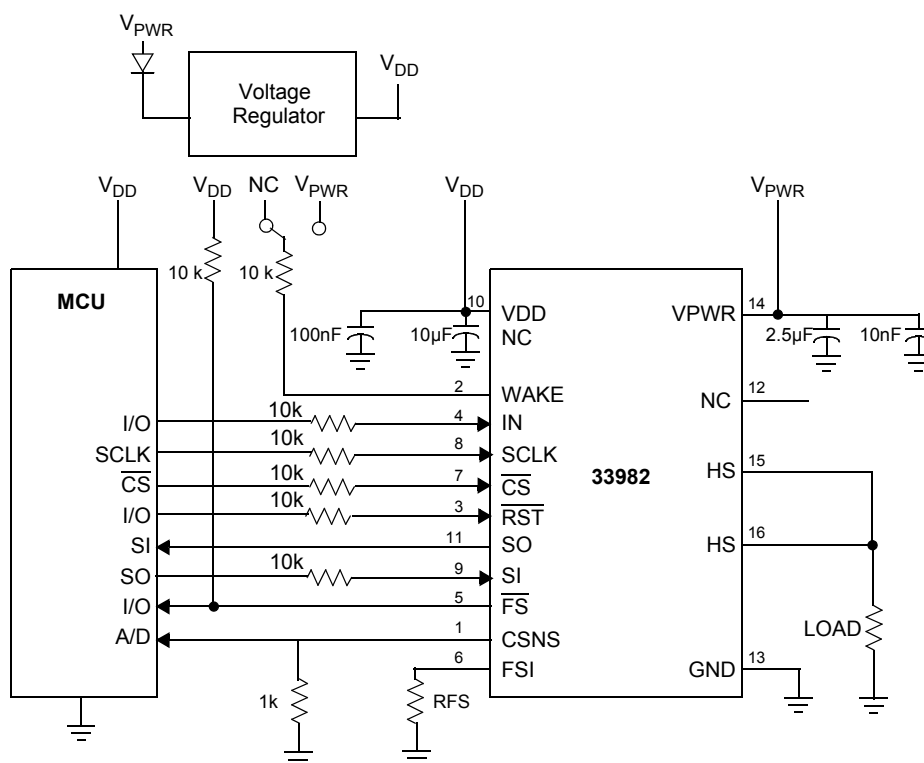 VPWR
Voltage
Regulator
VDD
VDD
VDD
NC
VPWR
VDD
VPWR
10 k
10 k
MCU
10
VDD
VPWR
14
100nF
10µF
NC
2.5µF
10nF
2
WAKE
NC
12
I/O
10k
4
IN
SCLK
10k
8
SCLK
33982
HS
15
CS
10k
7
CS
I/O
10k
3
RST
SI
11
SO
HS
16
SO
10k
9
SI
I/O
5
FS
A/D
1
CSNS
LOAD
6
FSI
GND
13
1k
RFS